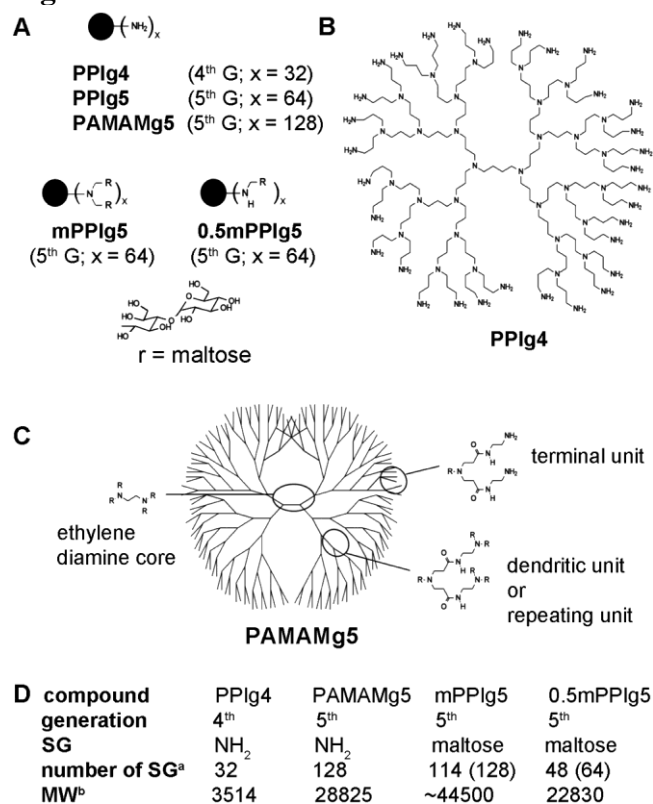 A
( NH₂)ₓ
PPIg4 (4th G; x = 32)
PPIg5 (5th G; x = 64)
PAMAMg5 (5th G; x = 128)
mPPIg5 0.5mPPIg5
(5th G; x = 64) (5th G; x = 64)
r = maltose
B
PPIg4
C
ethylene
diamine core
terminal unit
dendritic unit
or
repeating unit
PAMAMg5
D compound PPIg4 PAMAMg5 mPPIg5 0.5mPPIg5
generation 4th 5th 5th 5th
SG NH₂ NH₂ maltose maltose
number of SGᵃ 32 128 114 (128) 48 (64)
MWᵇ 3514 28825 ~44500 22830